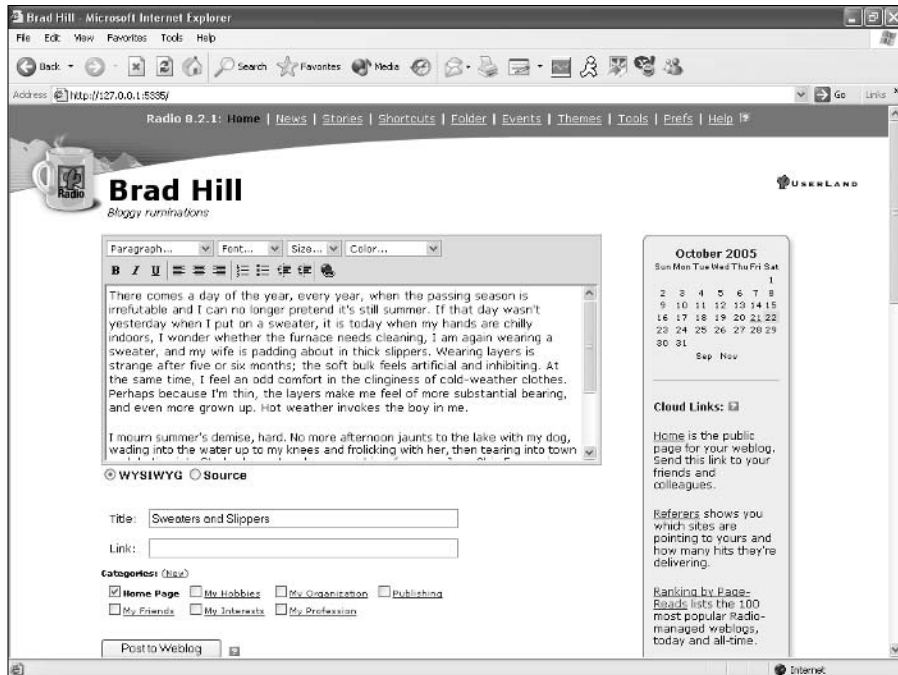 Brad Hill - Microsoft Internet Explorer
File Edit View Favorites Tools Help
Back Search Favorites Media
Address http://127.0.0.1:5335/ Go Links
Radio 8.2.1: Home | News | Stories | Shortcuts | Folder | Events | Themes | Tools | Prefs | Help
Radio
Brad Hill
USERLAND
Bloggy ruminations
Paragraph... Font... Size... Color...
B I U
There comes a day of the year, every year, when the passing season is
irrefutable and I can no longer pretend it's still summer. If that day wasn't
yesterday when I put on a sweater, it is today when my hands are chilly
indoors, I wonder whether the furnace needs cleaning, I am again wearing a
sweater, and my wife is padding about in thick slippers. Wearing layers is
strange after five or six months; the soft bulk feels artificial and inhibiting. At
the same time, I feel an odd comfort in the clinginess of cold-weather clothes.
Perhaps because I'm thin, the layers make me feel of more substantial bearing,
and even more grown up. Hot weather invokes the boy in me.
I mourn summer's demise, hard. No more afternoon jaunts to the lake with my dog,
wading into the water up to my knees and frolicking with her, then tearing into town
WYSIWYG Source
Title: Sweaters and Slippers
Link:
Categories: (New)
Home Page My Hobbies My Organization Publishing
My Friends My Interests My Profession
Post to Weblog
October 2005
Sun Mon Tue Wed Thu Fri Sat
1
2 3 4 5 6 7 8
9 10 11 12 13 14 15
16 17 18 19 20 21 22
23 24 25 26 27 28 29
30 31
Sep Nov
Cloud Links:
Home is the public
page for your weblog.
Send this link to your
friends and
colleagues.
Referers shows you
which sites are
pointing to yours and
how many hits they're
delivering.
Ranking by Page-
Reads lists the 100
most popular Radio-
managed weblogs,
today and all-time.
Internet